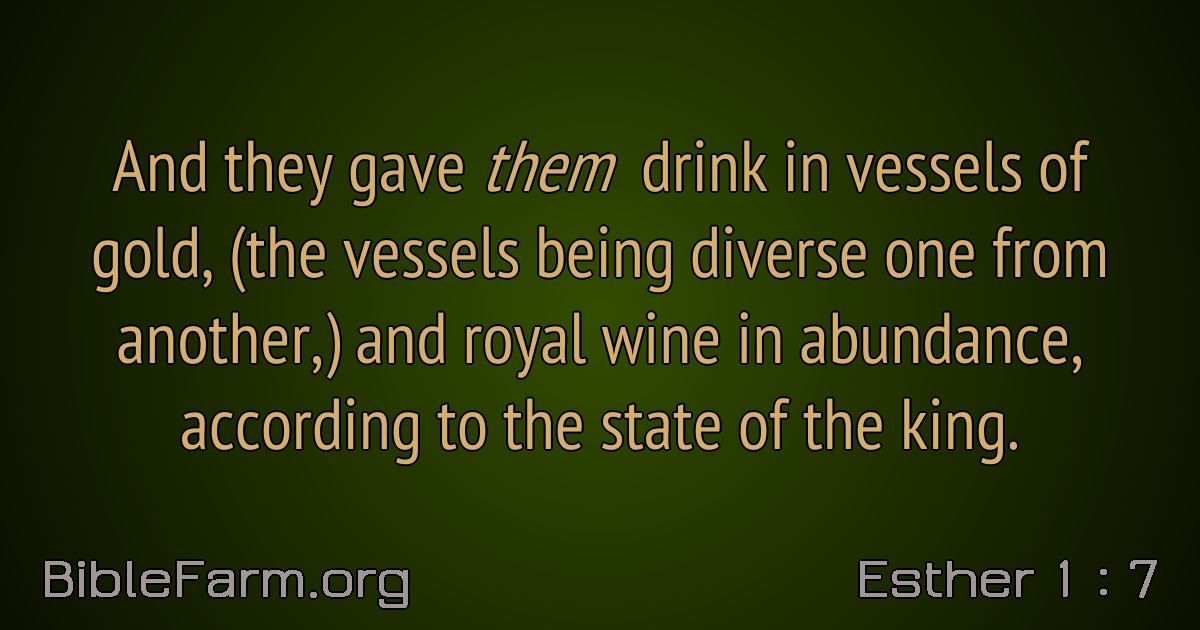 And they gave them drink in vessels of
gold, (the vessels being diverse one from
another,) and royal wine in abundance,
according to the state of the king.
BibleFarm.org
Esther 1 : 7